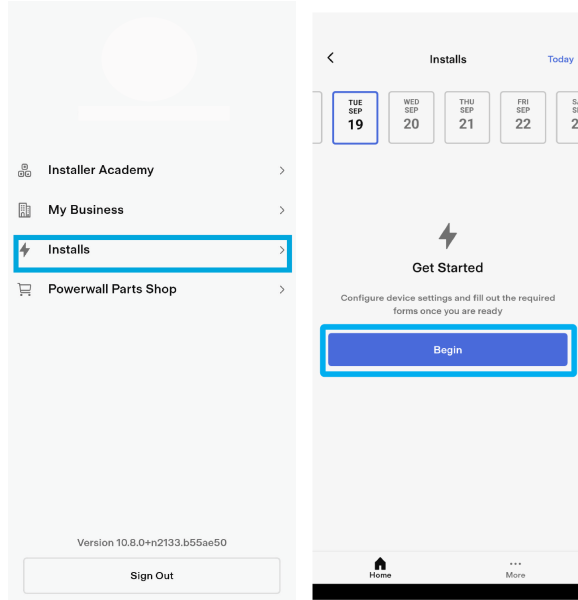 Installer Academy
My Business
Installs
Powerwall Parts Shop
Version 10.8.0+n2133.b55ae50
Sign Out
Installs
Today
TUE
SEP
19
WED
SEP
20
THU
SEP
21
FRI
SEP
22
Get Started
Configure device settings and fill out the required
forms once you are ready
Begin
Home
More